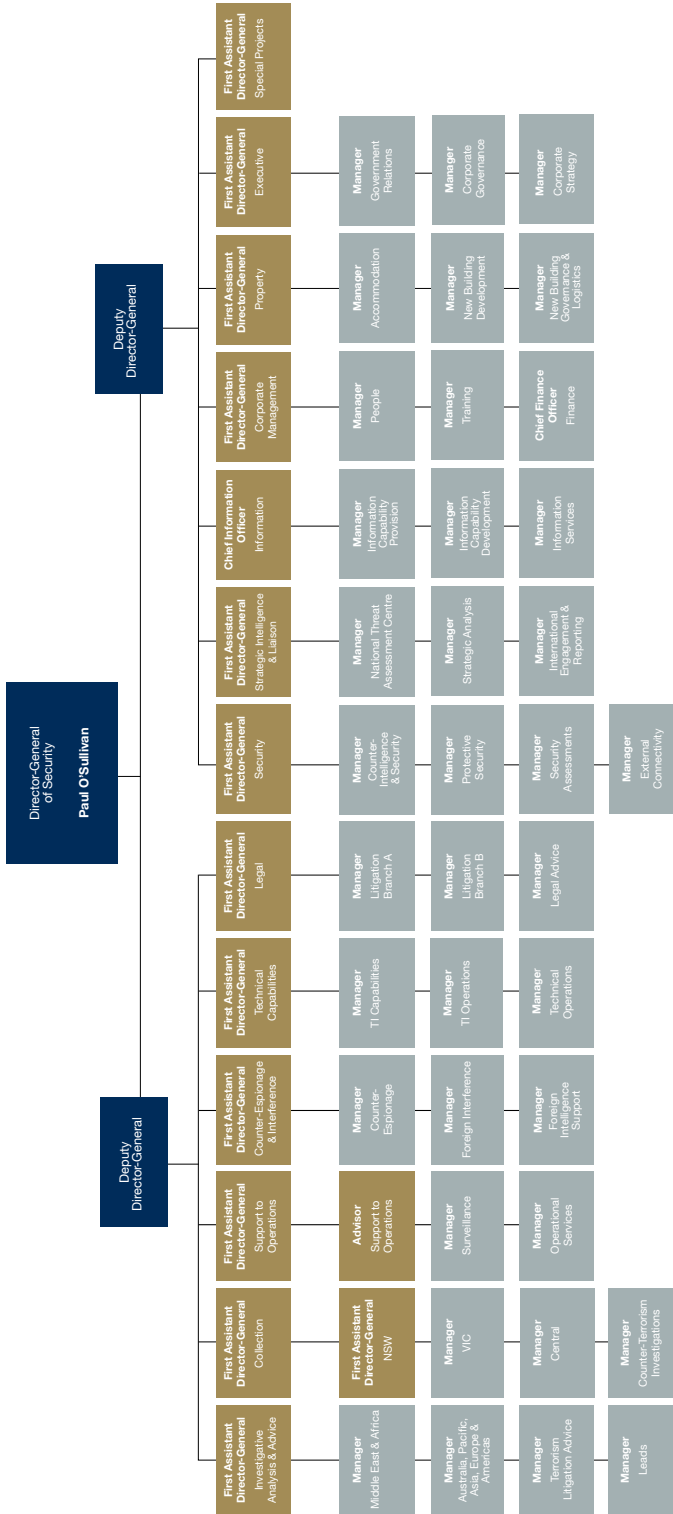 Director-General
of Security
Paul O'Sullivan
Deputy
Director-General
Deputy
Director-General
First Assistant
Director-General
Investigative
Analysis & Advice
First Assistant
Director-General
Collection
First Assistant
Director-General
Support to
Operations
First Assistant
Director-General
Counter-Espionage
& Interference
First Assistant
Director-General
Technical
Capabilities
First Assistant
Director-General
Legal
First Assistant
Director-General
Security
First Assistant
Director-General
Strategic Intelligence
& Liaison
Chief Information
Officer
Information
First Assistant
Director-General
Corporate
Management
First Assistant
Director-General
Property
First Assistant
Director-General
Executive
First Assistant
Director-General
Special Projects
Manager
Middle East & Africa
First Assistant
Director-General
NSW
Advisor
Support to
Operations
Manager
Counter-
Espionage
Manager
TI Capabilities
Manager
Litigation
Branch A
Manager
Counter-
Intelligence
& Security
Manager
National Threat
Assessment Centre
Manager
Information
Capability
Provision
Manager
People
Manager
Accommodation
Manager
Government
Relations
Manager
Australia, Pacific,
Asia, Europe &
Americas
Manager
VIC
Manager
Surveillance
Manager
Foreign Interference
Manager
TI Operations
Manager
Litigation
Branch B
Manager
Protective
Security
Manager
Strategic Analysis
Manager
Information
Capability
Development
Manager
Training
Manager
New Building
Development
Manager
Corporate
Governance
Manager
Terrorism
Litigation Advice
Manager
Central
Manager
Operational
Services
Manager
Foreign
Intelligence
Support
Manager
Technical
Operations
Manager
Legal Advice
Manager
Security
Assessments
Manager
International
Engagement &
Reporting
Manager
Information
Services
Chief Finance
Officer
Finance
Manager
New Building
Governance &
Logistics
Manager
Corporate
Strategy
Manager
Leads
Manager
Counter-Terrorism
Investigations
Manager
External
Connectivity